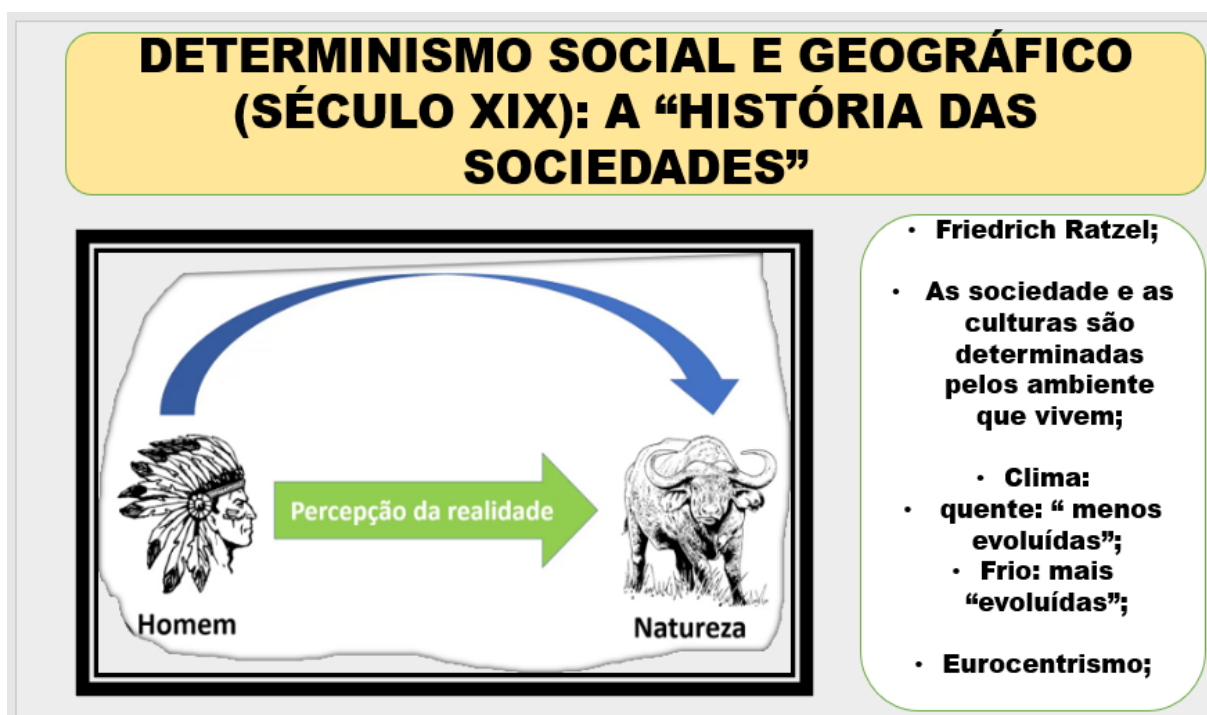 DETERMINISMO SOCIAL E GEOGRÁFICO
(SÉCULO XIX): A “HISTÓRIA DAS
SOCIEDADES”
Percepção da realidade
Homem
Natureza
• Friedrich Ratzel;
• As sociedade e as
culturas são
determinadas
pelos ambiente
que vivem;
• Clima:
• quente: “ menos
evoluídas”;
• Frio: mais
“evoluídas”;
• Eurocentrismo;